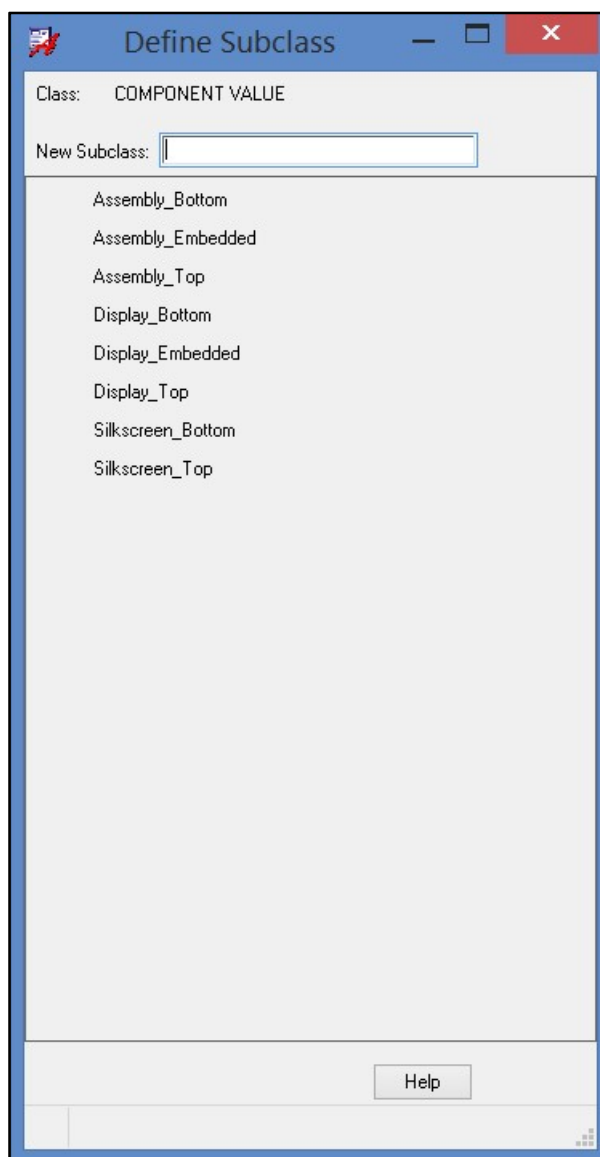 Define Subclass
Class: COMPONENT VALUE
New Subclass:
Assembly_Bottom
Assembly_Embedded
Assembly_Top
Display_Bottom
Display_Embedded
Display_Top
Silkscreen_Bottom
Silkscreen_Top
Help